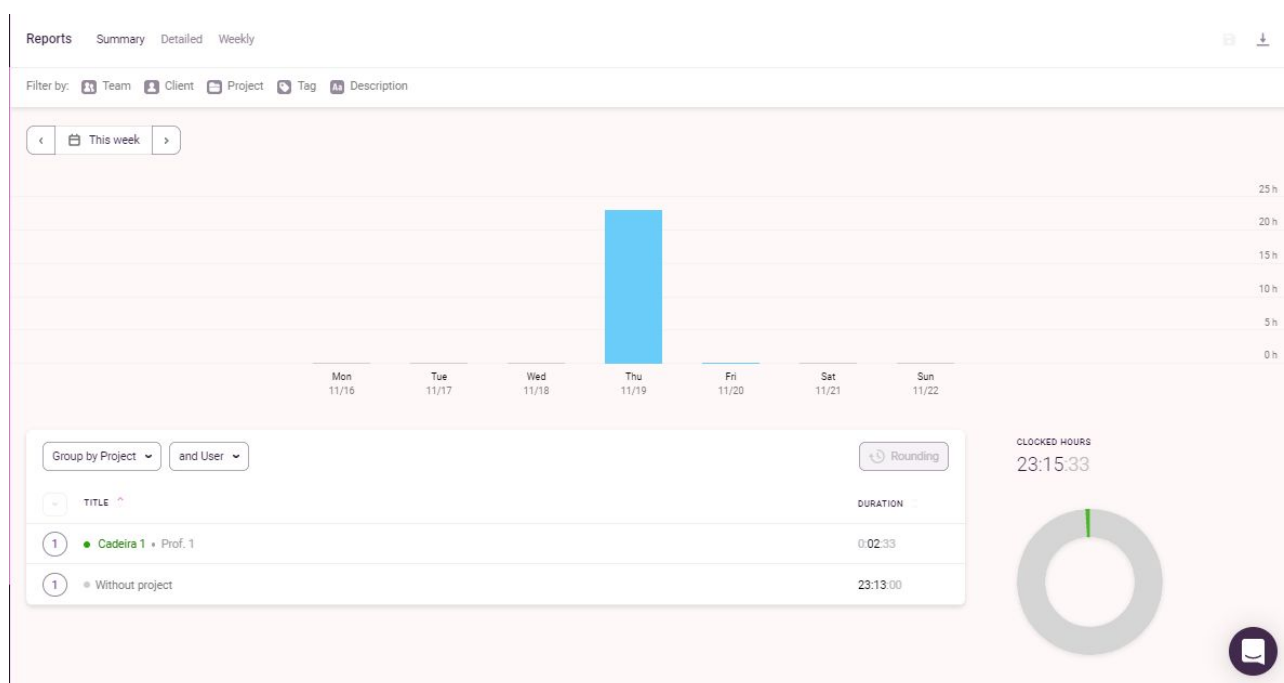 Reports Summary Detailed Weekly
Filter by: Team Client Project Tag Aa Description
This week
25 h
20 h
15 h
10 h
5 h
0 h
Mon Tue Wed Thu Fri Sat Sun
11/16 11/17 11/18 11/19 11/20 11/21 11/22
Group by Project and User Rounding
TITLE DURATION
1 Cadeira 1 • Prof. 1 0:02:33
1 Without project 23:13:00
CLOCKED HOURS
23:15:33